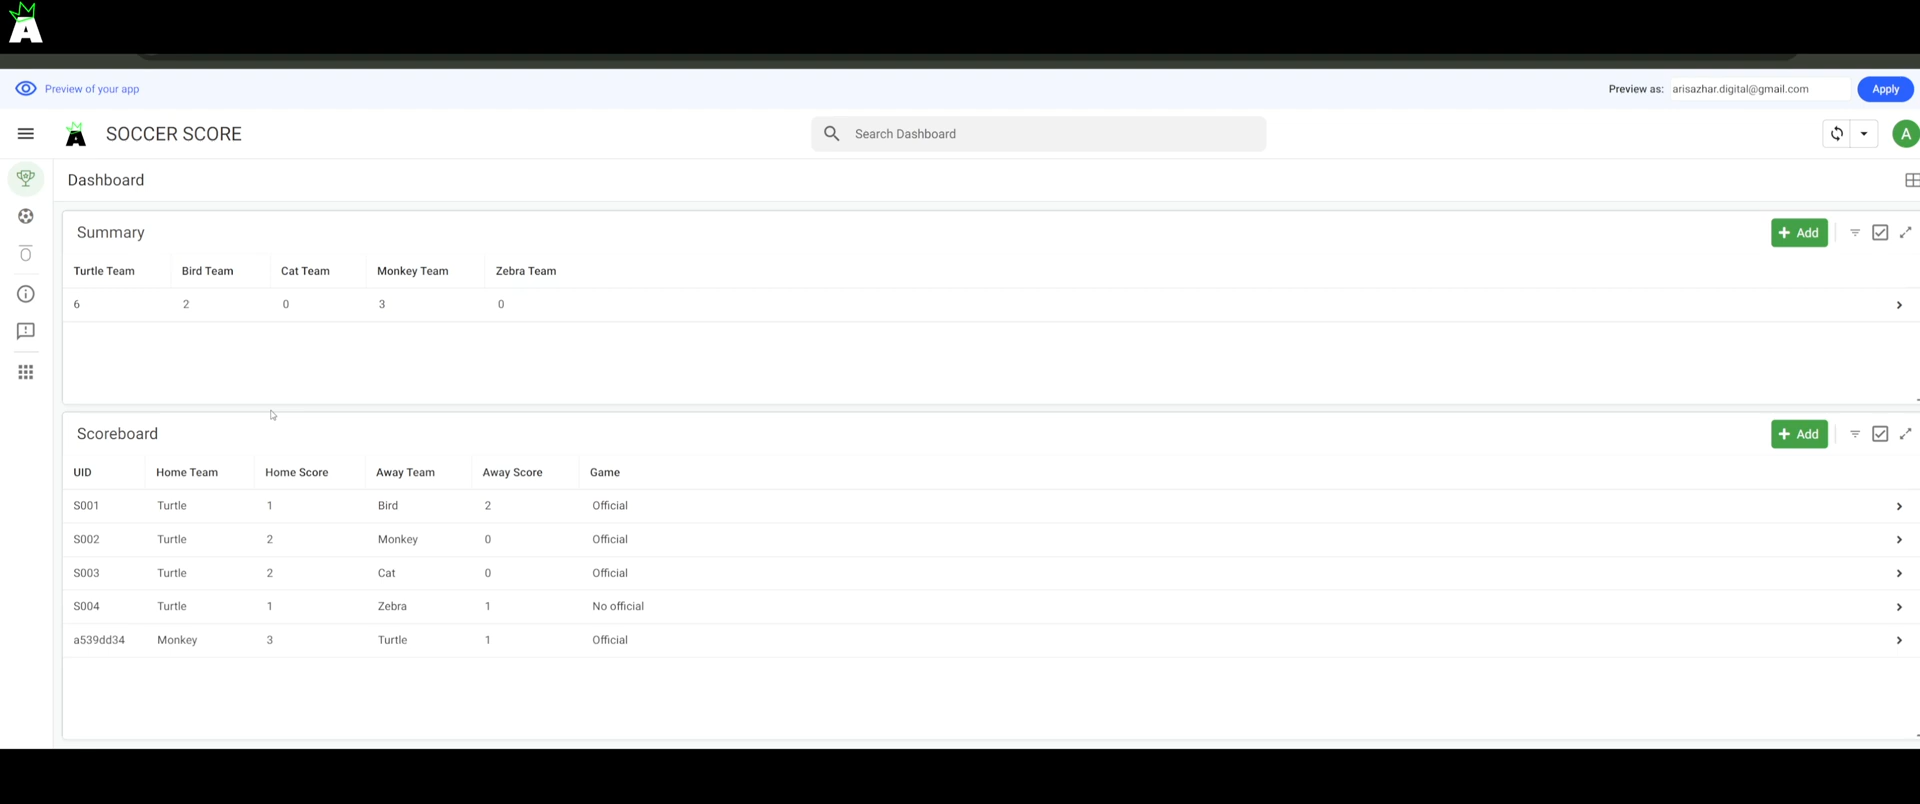 A
Preview of your app
Preview as: arisazhar.digital@gmail.com Apply
A SOCCER SCORE Search Dashboard A
Dashboard
Summary + Add
Turtle Team Bird Team Cat Team Monkey Team Zebra Team
6 2 0 3 0
Scoreboard + Add
UID Home Team Home Score Away Team Away Score Game
S001 Turtle 1 Bird 2 Official
S002 Turtle 2 Monkey 0 Official
S003 Turtle 2 Cat 0 Official
S004 Turtle 1 Zebra 1 No official
a539dd34 Monkey 3 Turtle 1 Official